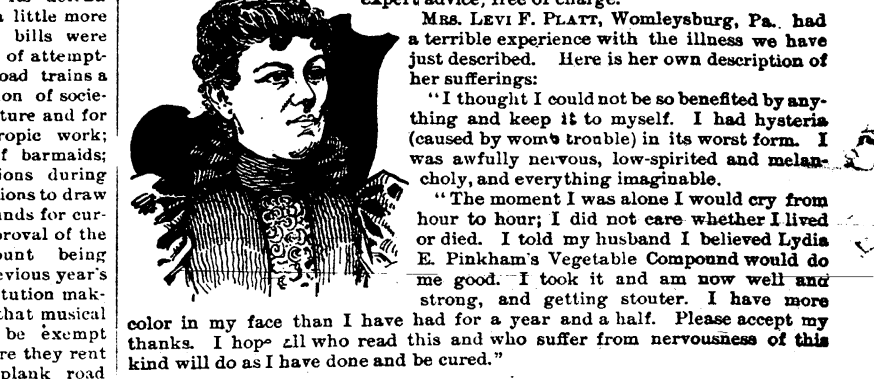 a little more
bills were
of attempt-
oad trains a
on of socie-
ture and for
ropic work;
f barmaids;
ions during
ions to draw
unds for cur-
proval of the
ount being
evious year's
tution mak-
that musical
be exempt
re they rent
plank road
expert advice, free of charge.
MRS. LEVI F. PLATT, Womleysburg, Pa., had
a terrible experience with the illness we have
just described. Here is her own description of
her sufferings:
"I thought I could not be so benefited by any-
thing and keep it to myself. I had hysteria
(caused by womb trouble) in its worst form. I
was awfully nervous, low-spirited and melan-
choly, and everything imaginable.
"The moment I was alone I would cry from
hour to hour; I did not care whether I lived
or died. I told my husband I believed Lydia
E. Pinkham's Vegetable Compound would do
me good. I took it and am now well and
strong, and getting stouter. I have more
color in my face than I have had for a year and a half. Please accept my
thanks. I hope all who read this and who suffer from nervousness of this
kind will do as I have done and be cured."